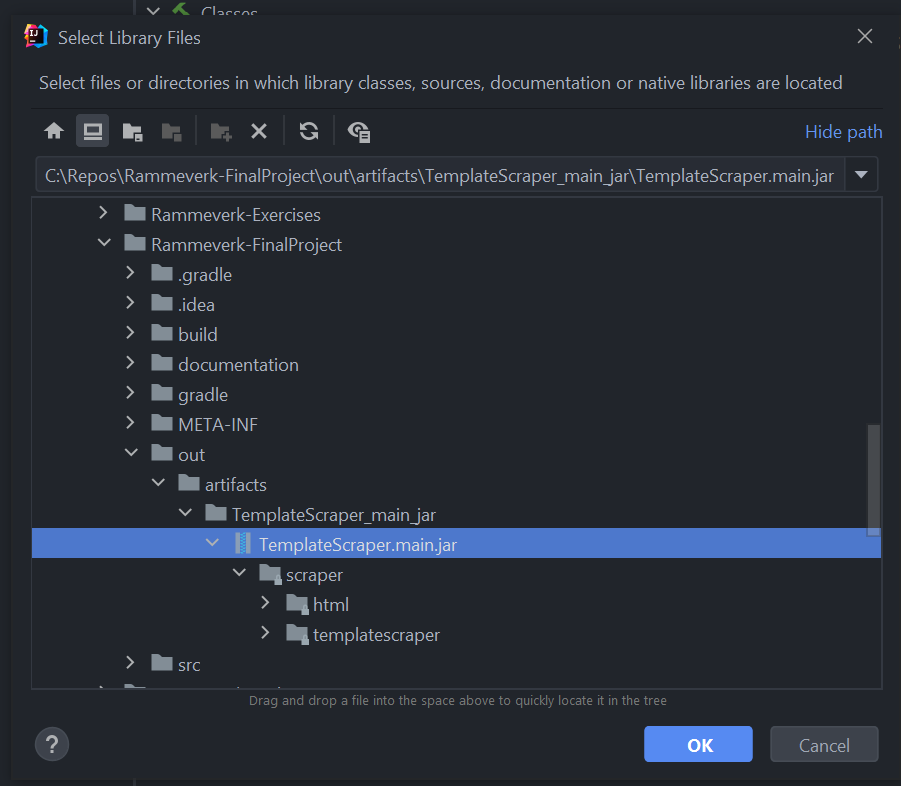 Classes
Select Library Files
Select files or directories in which library classes, sources, documentation or native libraries are located
Hide path
C:\Repos\Rammeverk-FinalProject\out\artifacts\TemplateScraper_main_jar\TemplateScraper.main.jar
Rammeverk-Exercises
Rammeverk-FinalProject
.gradle
.idea
build
documentation
gradle
META-INF
out
artifacts
TemplateScraper_main_jar
TemplateScraper.main.jar
scraper
html
templatescraper
src
Drag and drop a file into the space above to quickly locate it in the tree
?
OK
Cancel